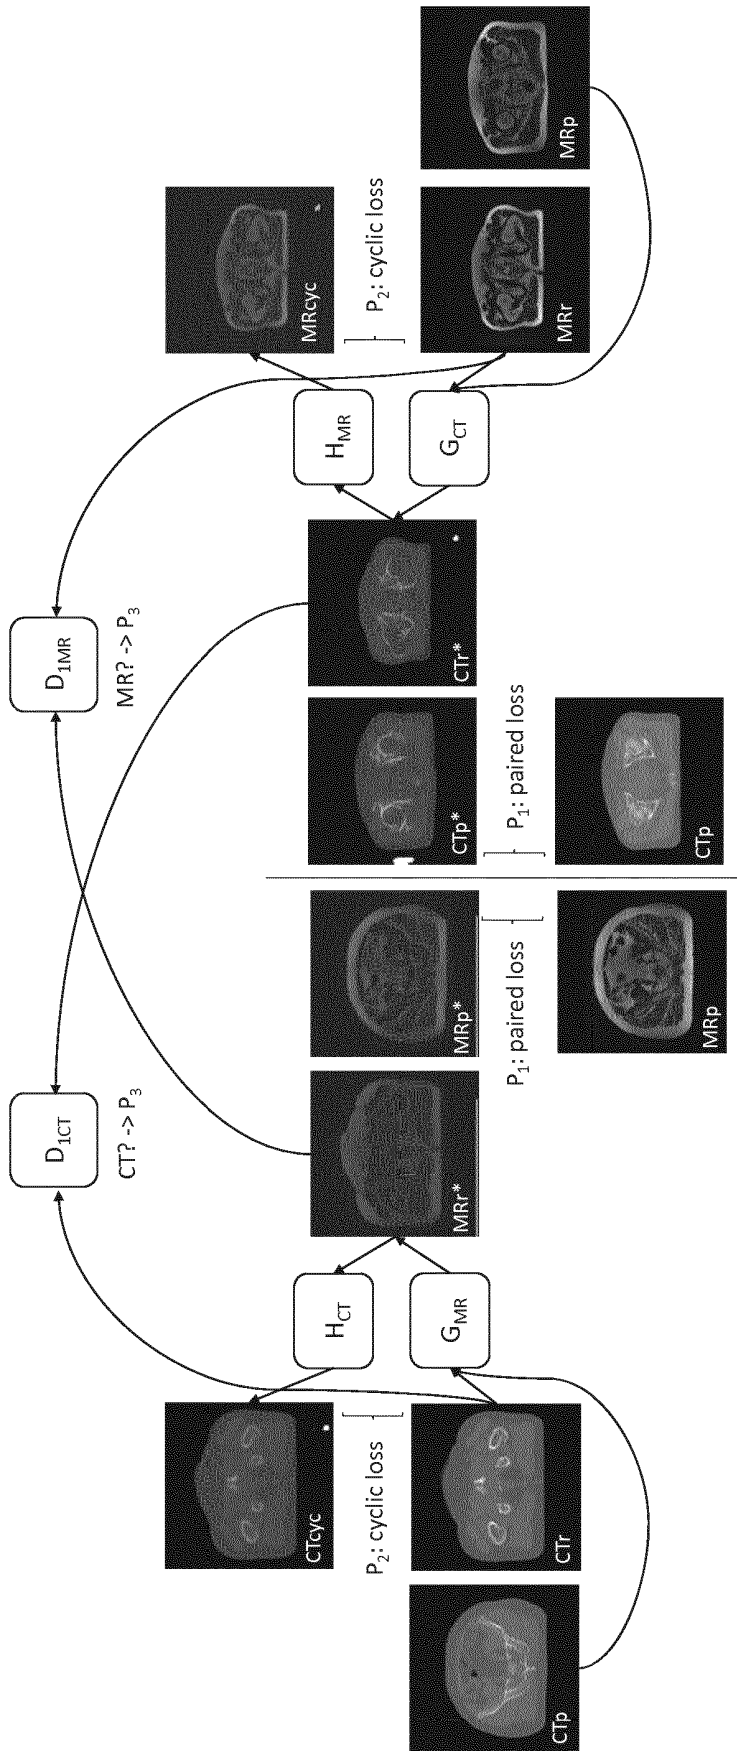 D1CT
CT? -> P3
D1MR
MR? -> P3
CTcyc
P2: cyclic loss
CTp
CTr
HCT
GMR
MRr*
MRp*
P1: paired loss
MRp
CTp*
CTr*
P1: paired loss
CTp
HMR
GCT
MRcyc
P2: cyclic loss
MRr
MRp